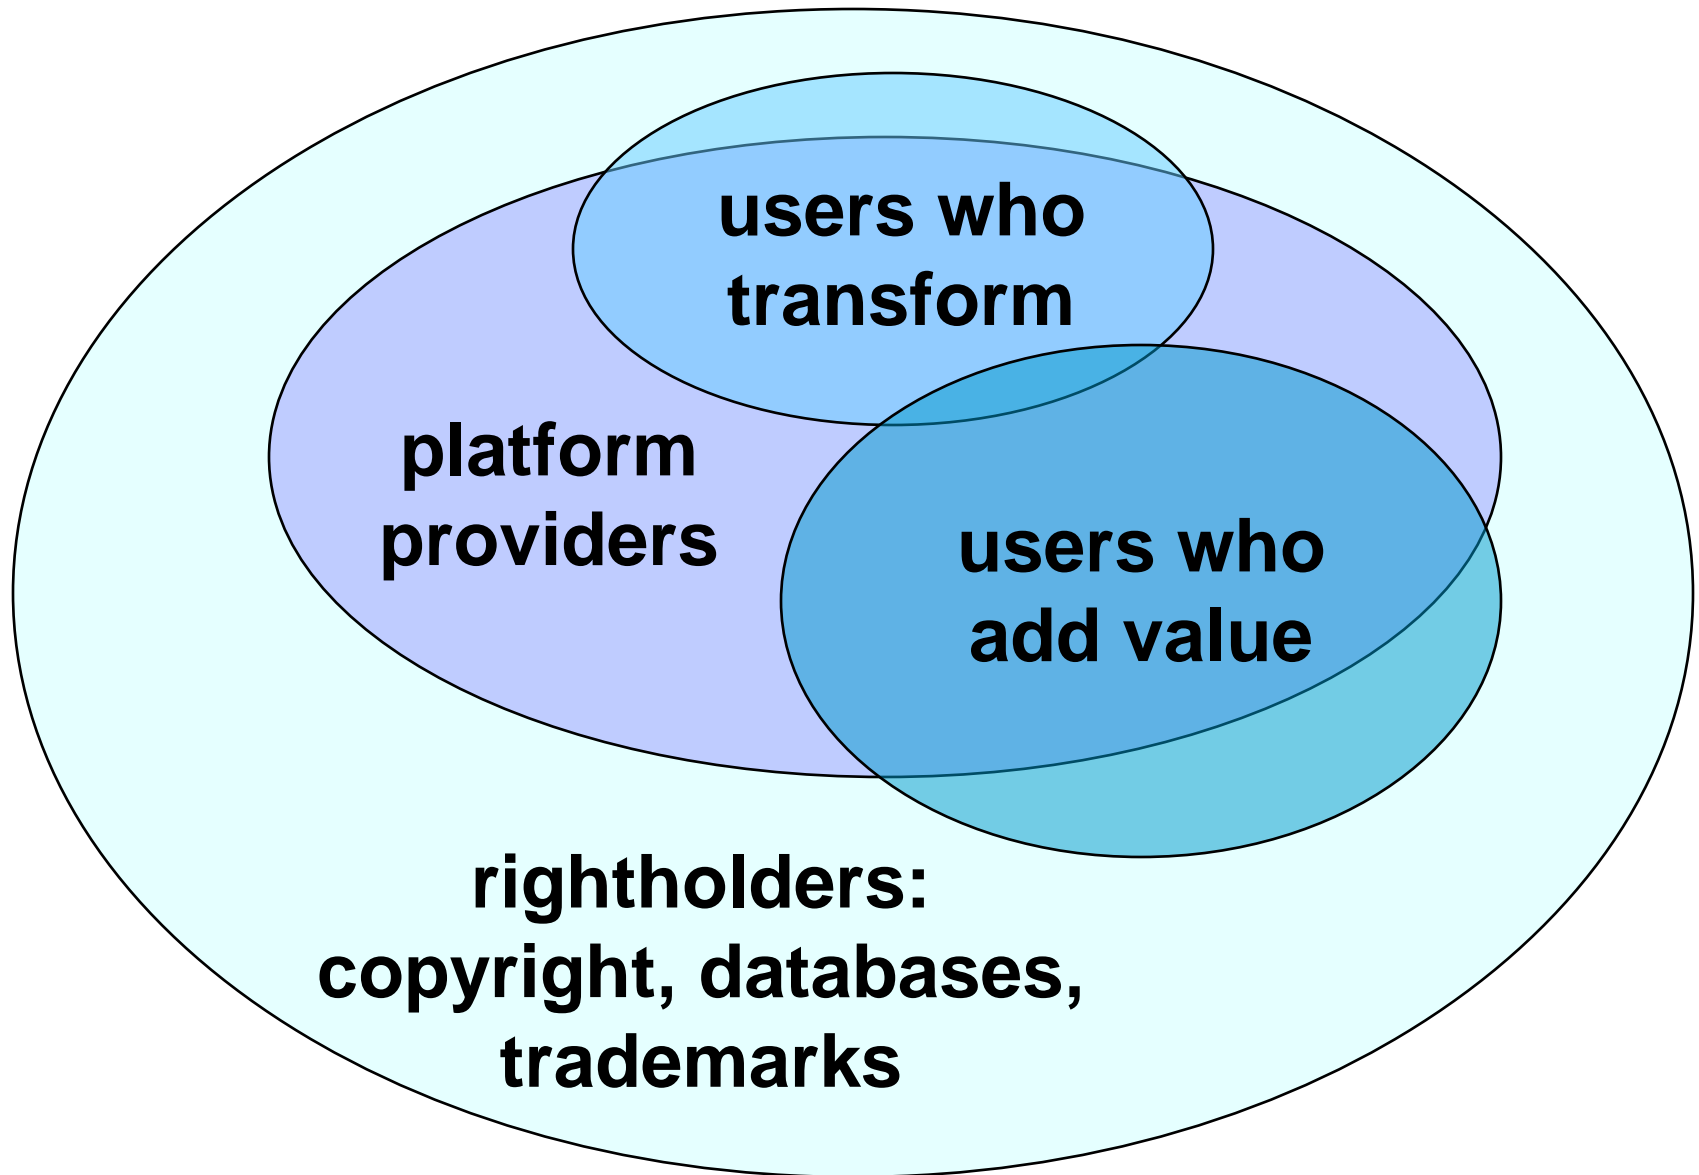 users who
transform
platform
providers
users who
add value
rightholders:
copyright, databases,
trademarks